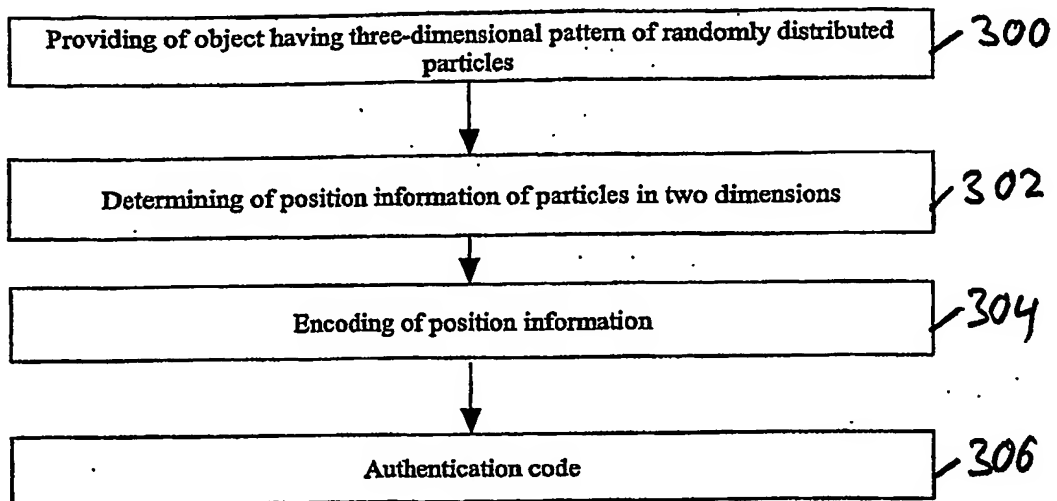 Providing of object having three-dimensional pattern of randomly distributed
particles
300
Determining of position information of particles in two dimensions
302
Encoding of position information
304
Authentication code
306